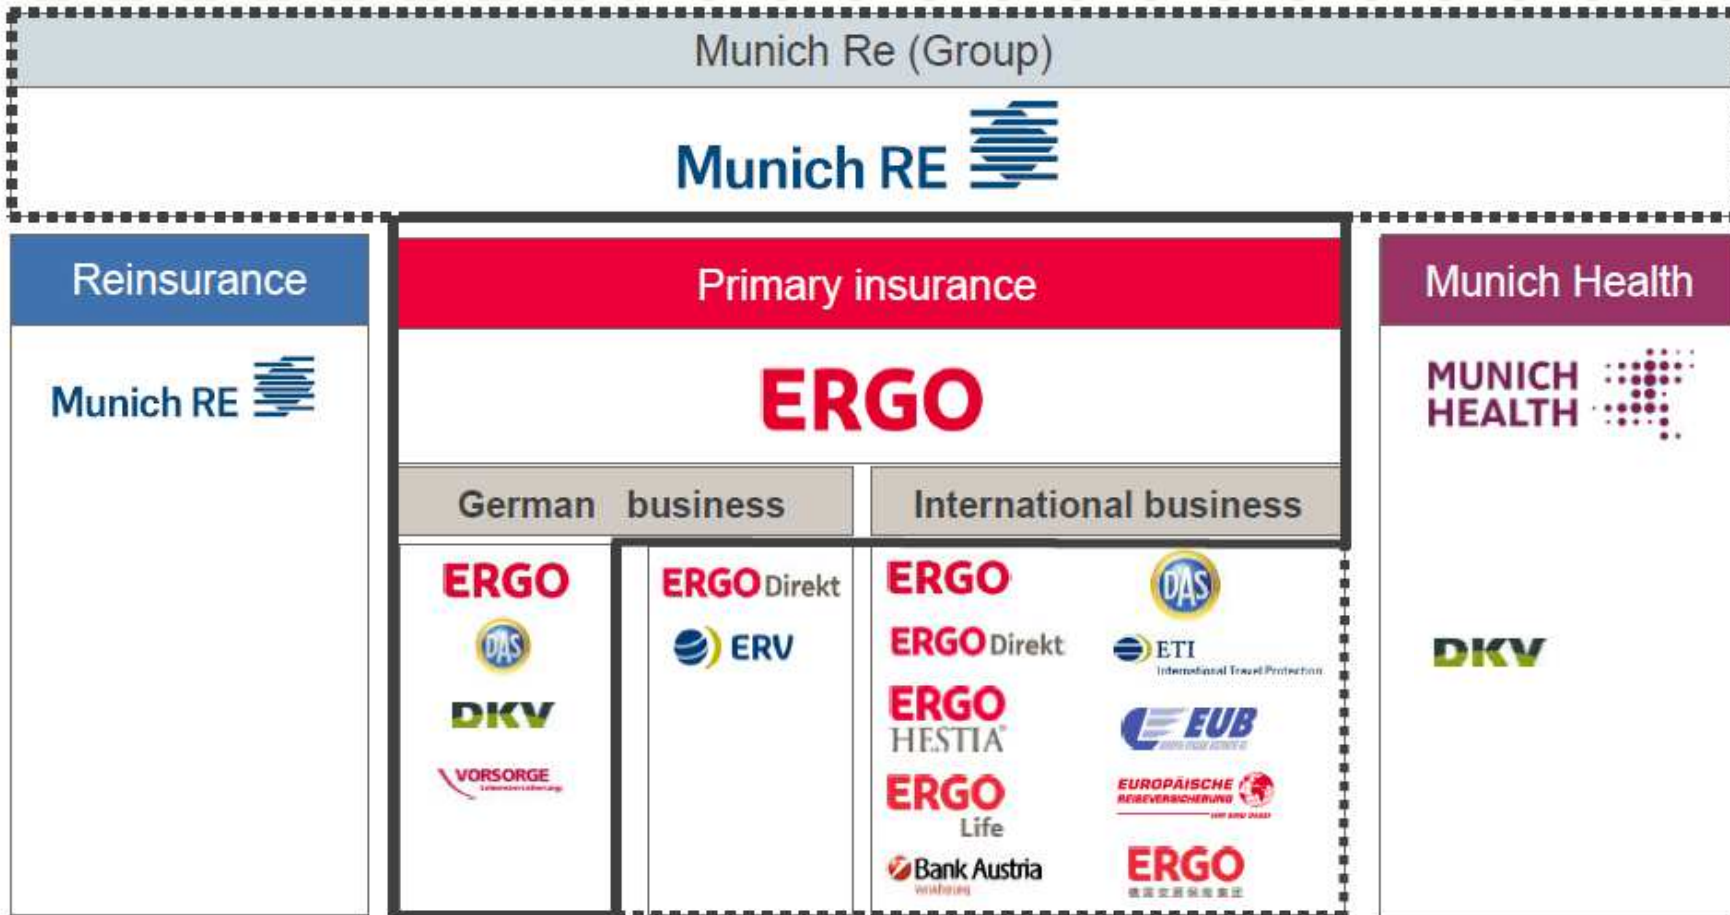 Munich Re (Group)
Munich RE
Reinsurance
Munich RE
Primary insurance
ERGO
German business
International business
ERGO
DAS
DKV
VORSORGE
Lebensversicherung
ERGO Direkt
ERV
ERGO
ERGO Direkt
ERGO
HESTIA
ERGO
Life
Bank Austria
DAS
ETI
International Travel Protection
EUB
EUROPÄISCHE
REISEVERSICHERUNG
ERGO
Munich Health
MUNICH
HEALTH
DKV